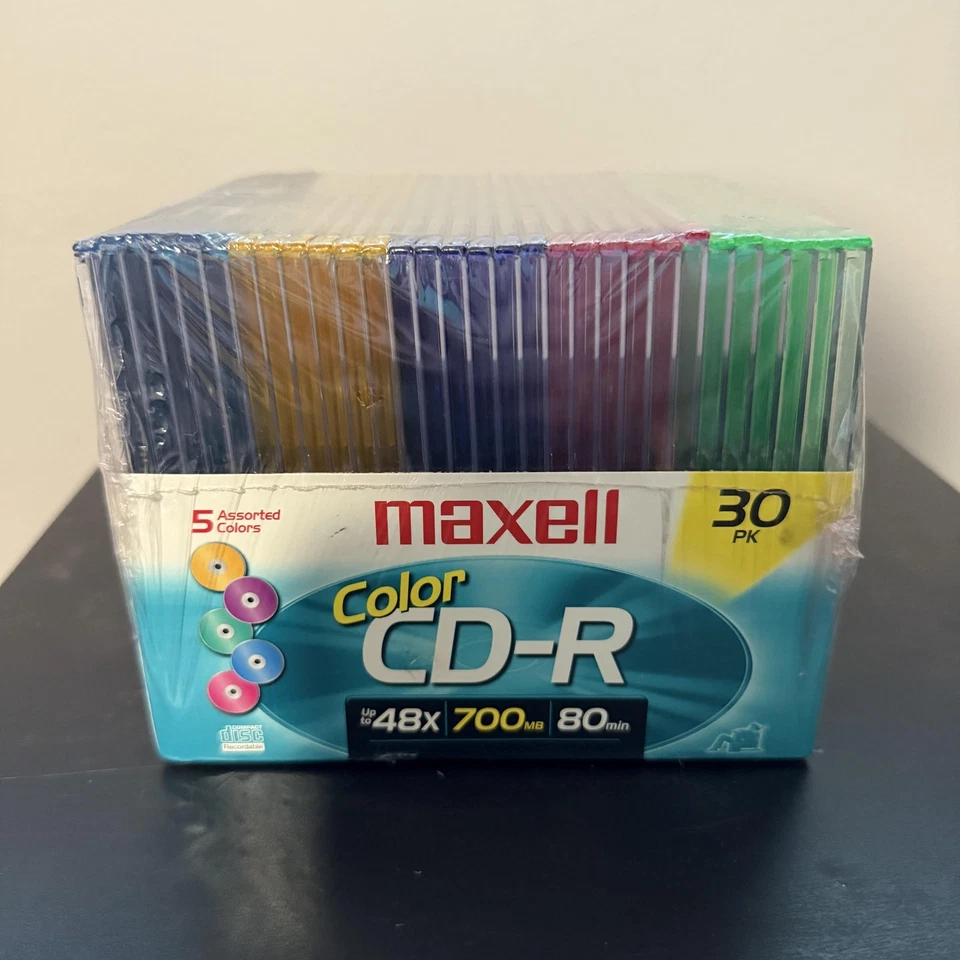 5 Assorted
Colors
maxell
30
PK
Color
CD-R
Up to 48X 700MB 80min
COMPACT
disc
Recordable